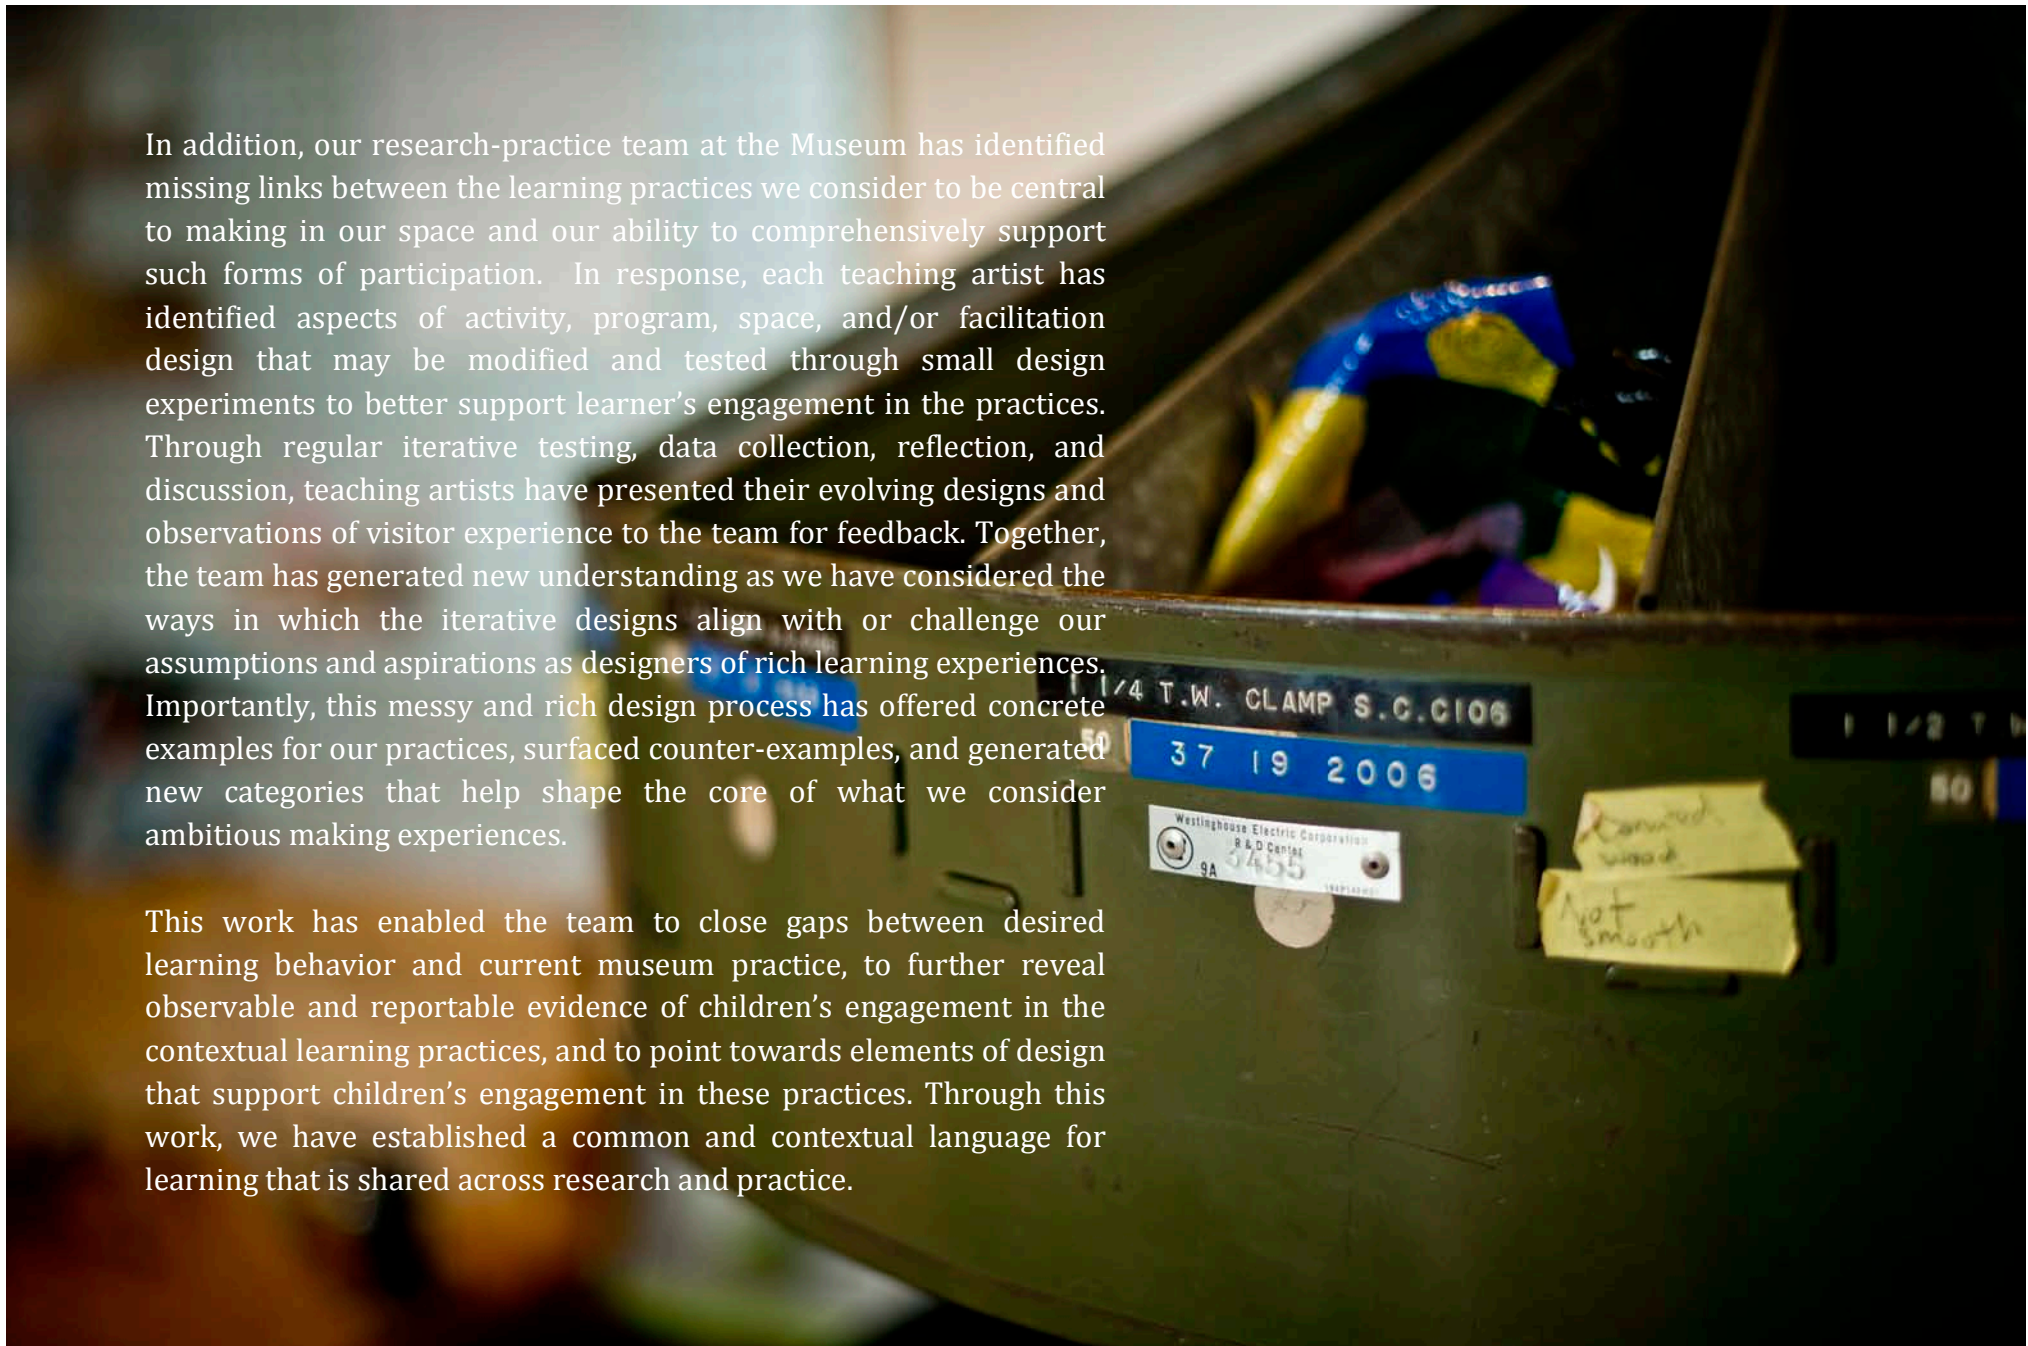 In addition, our research-practice team at the Museum has identified
missing links between the learning practices we consider to be central
to making in our space and our ability to comprehensively support
such forms of participation.  In response, each teaching artist has
identified aspects of activity, program, space, and/or facilitation
design that may be modified and tested through small design
experiments to better support learner’s engagement in the practices.
Through regular iterative testing, data collection, reflection, and
discussion, teaching artists have presented their evolving designs and
observations of visitor experience to the team for feedback. Together,
the team has generated new understanding as we have considered the
ways in which the iterative designs align with or challenge our
assumptions and aspirations as designers of rich learning experiences.
Importantly, this messy and rich design process has offered concrete
examples for our practices, surfaced counter-examples, and generated
new categories that help shape the core of what we consider
ambitious making experiences.
This work has enabled the team to close gaps between desired
learning behavior and current museum practice, to further reveal
observable and reportable evidence of children’s engagement in the
contextual learning practices, and to point towards elements of design
that support children’s engagement in these practices. Through this
work, we have established a common and contextual language for
learning that is shared across research and practice.
1 1/4 T.W. CLAMP S.C.C106
50
37 19 2006
Westinghouse Electric Corporation
R & D Center
9A 3455
wood
Not
smooth
1 1/2 T
50